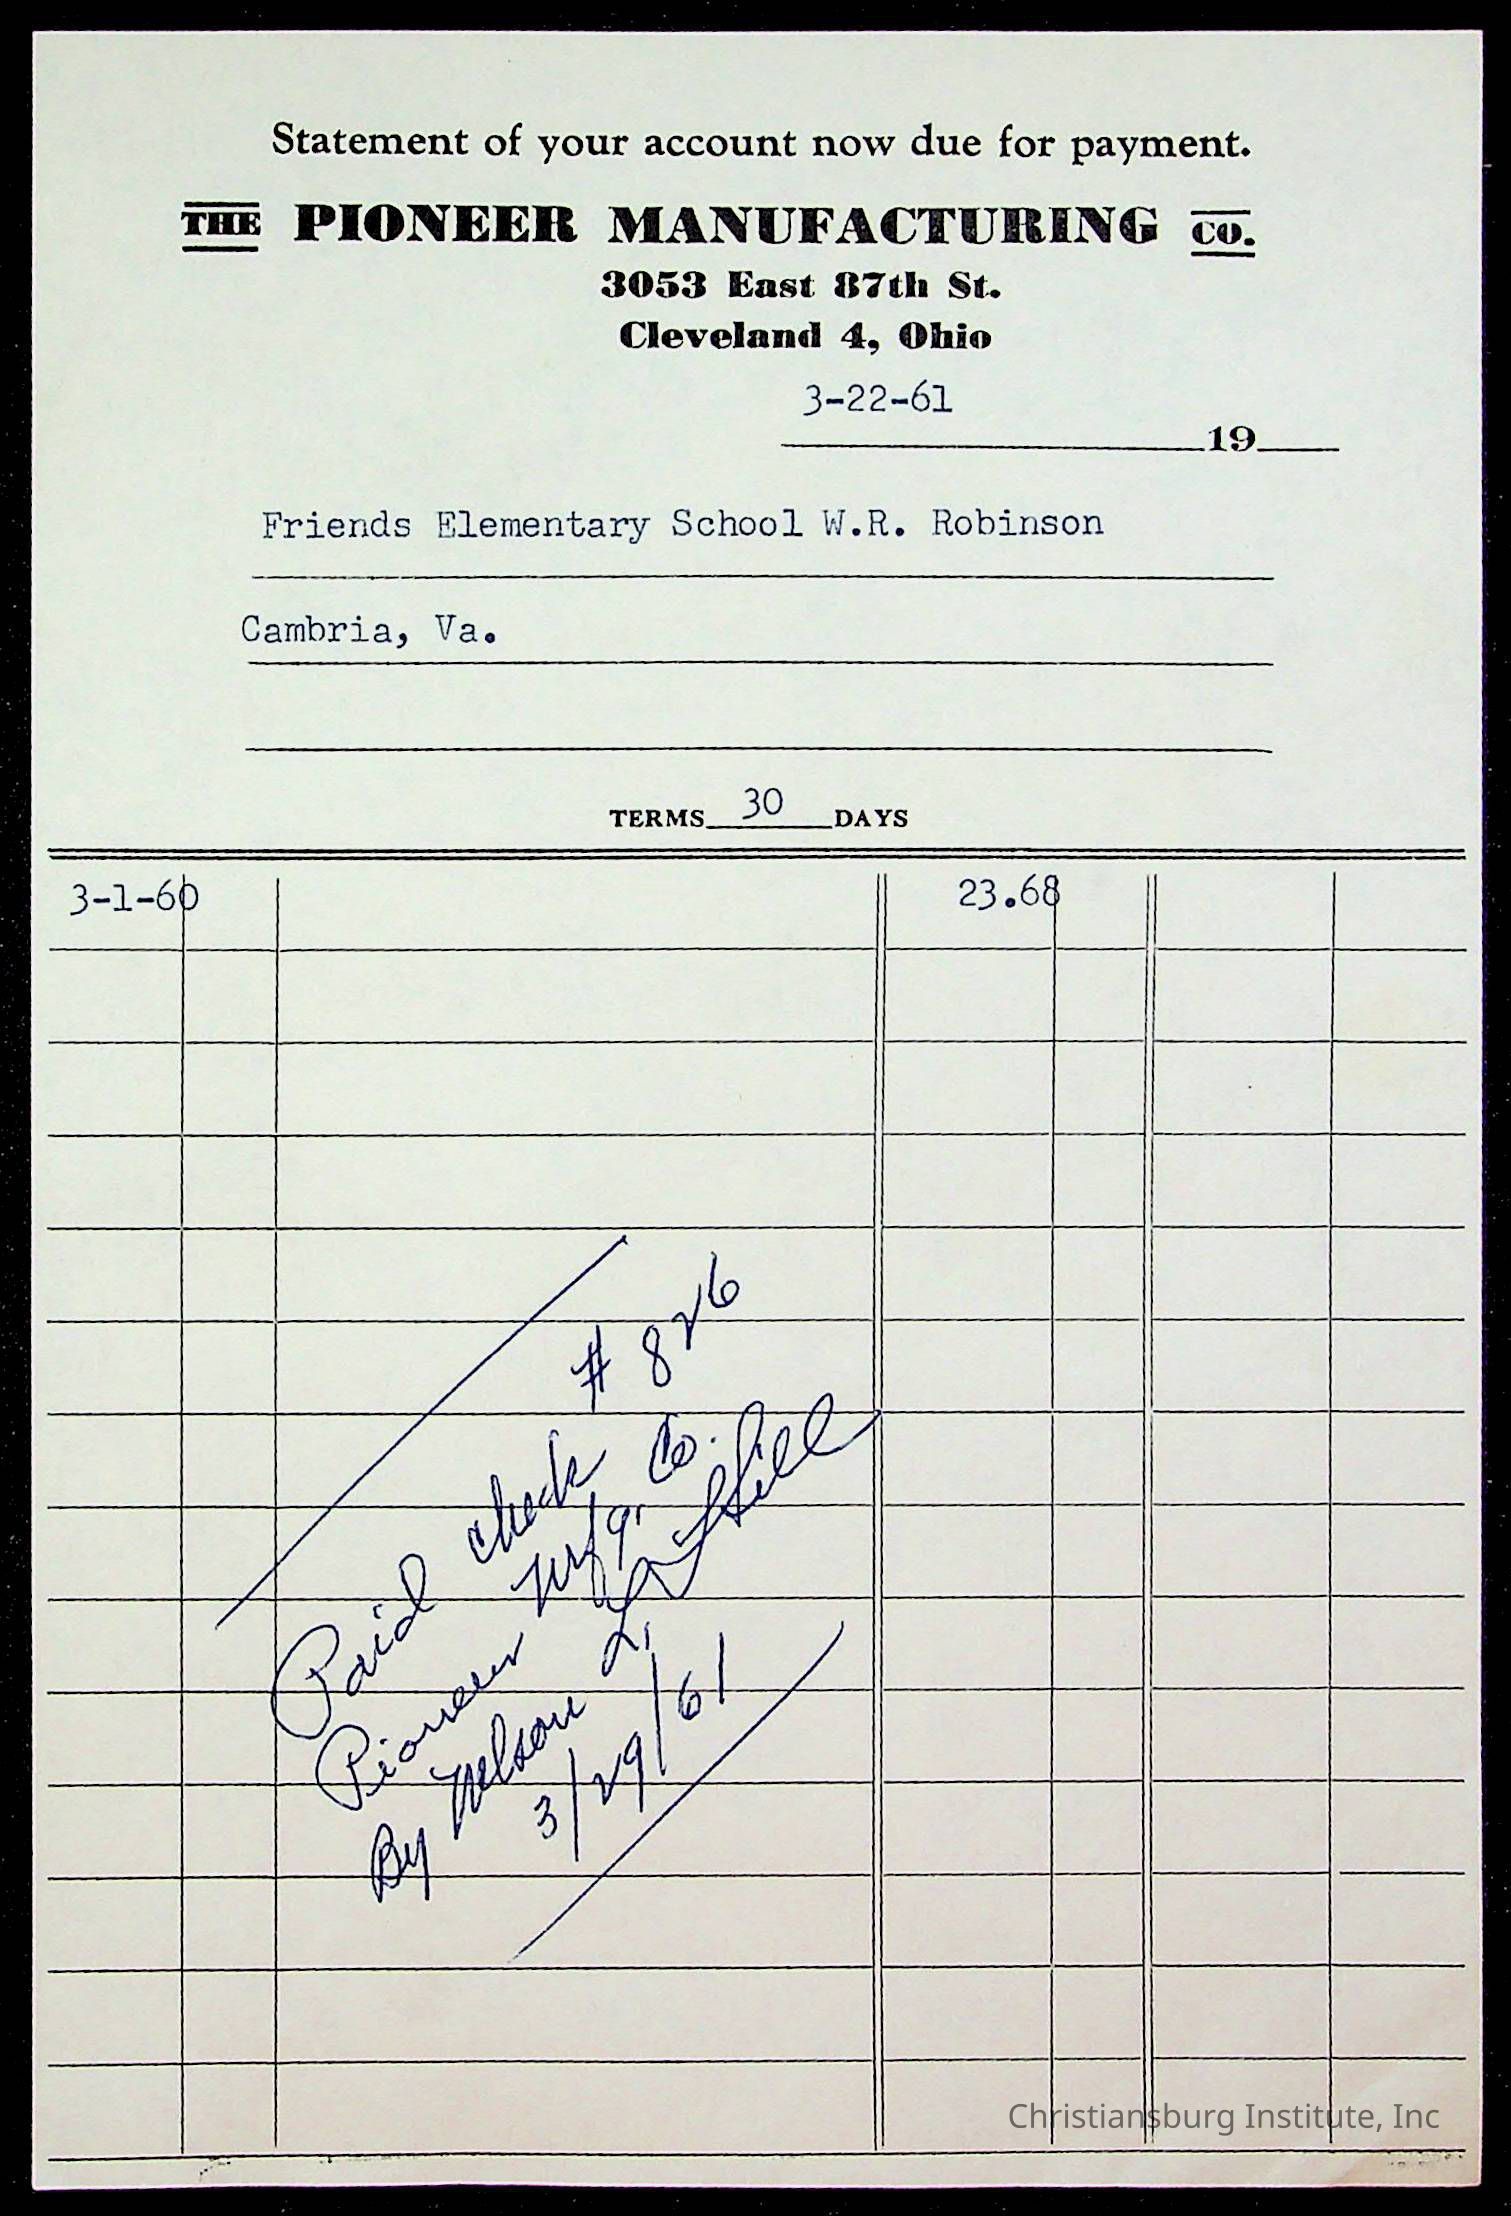 Statement of your account now due for payment.
THE PIONEER MANUFACTURING CO.
3053 East 87th St.
Cleveland 4, Ohio
3-22-61
19
Friends Elementary School W.R. Robinson
Cambria, Va.
TERMS 30 DAYS
3-1-60 23.68
Paid check # 826
Pioneer Mfg. Co.
By Nelson L. Hill
3/29/61
Christiansburg Institute, Inc